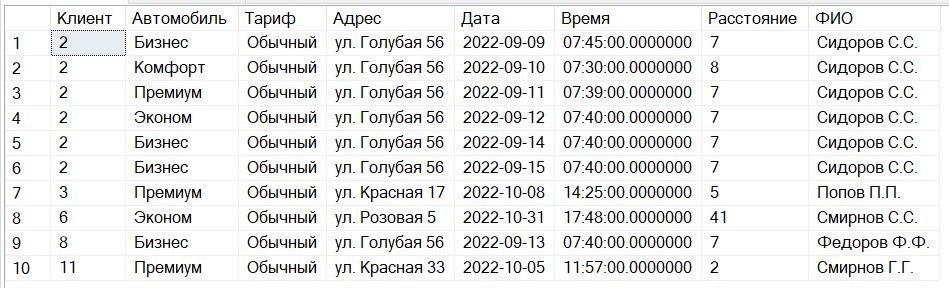 Клиент Автомобиль Тариф Адрес Дата Время Расстояние ФИО
1 2 Бизнес Обычный ул. Голубая 56 2022-09-09 07:45:00.0000000 7 Сидоров С.С.
2 2 Комфорт Обычный ул. Голубая 56 2022-09-10 07:30:00.0000000 8 Сидоров С.С.
3 2 Премиум Обычный ул. Голубая 56 2022-09-11 07:39:00.0000000 7 Сидоров С.С.
4 2 Эконом Обычный ул. Голубая 56 2022-09-12 07:40:00.0000000 7 Сидоров С.С.
5 2 Бизнес Обычный ул. Голубая 56 2022-09-14 07:40:00.0000000 7 Сидоров С.С.
6 2 Бизнес Обычный ул. Голубая 56 2022-09-15 07:40:00.0000000 7 Сидоров С.С.
7 3 Премиум Обычный ул. Красная 17 2022-10-08 14:25:00.0000000 5 Попов П.П.
8 6 Эконом Обычный ул. Розовая 5 2022-10-31 17:48:00.0000000 41 Смирнов С.С.
9 8 Бизнес Обычный ул. Голубая 56 2022-09-13 07:40:00.0000000 7 Федоров Ф.Ф.
10 11 Премиум Обычный ул. Красная 33 2022-10-05 11:57:00.0000000 2 Смирнов Г.Г.